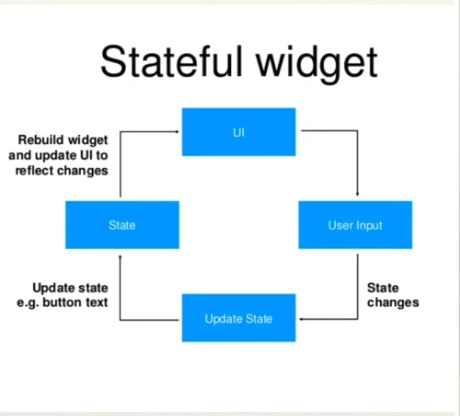 Stateful widget
UI
Rebuild widget
and update UI to
reflect changes
State
User Input
Update state
e.g. button text
State
changes
Update State